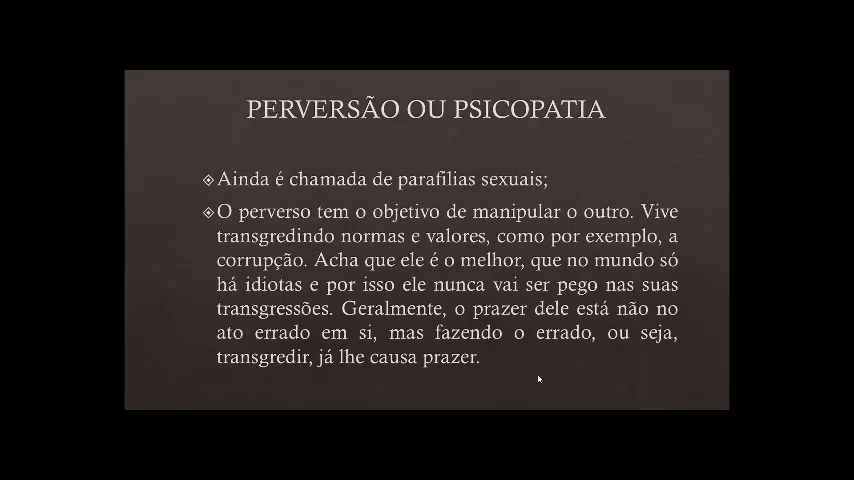 PERVERSÃO OU PSICOPATIA
Ainda é chamada de parafilias sexuais;
O perverso tem o objetivo de manipular o outro. Vive
transgredindo normas e valores, como por exemplo, a
corrupção. Acha que ele é o melhor, que no mundo só
há idiotas e por isso ele nunca vai ser pego nas suas
transgressões. Geralmente, o prazer dele está não no
ato errado em si, mas fazendo o errado, ou seja,
transgredir, já lhe causa prazer.